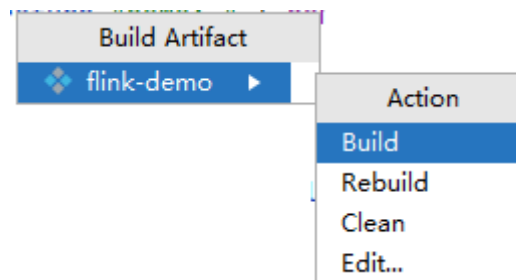 Build Artifact
flink-demo
Action
Build
Rebuild
Clean
Edit...